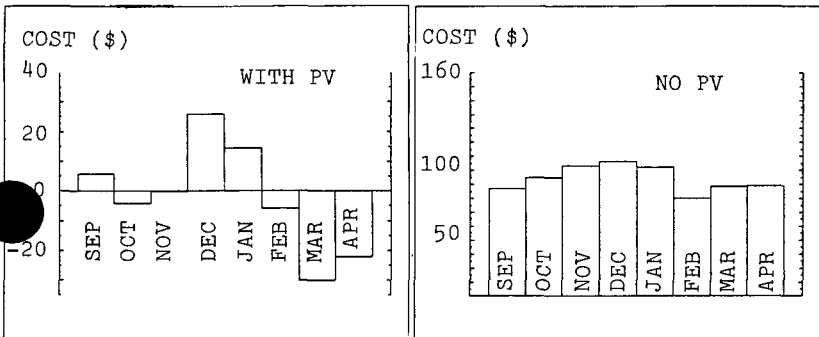 COST ($)
40
WITH PV
20
0
-20
SEP
OCT
NOV
DEC
JAN
FEB
MAR
APR
COST ($)
160
NO PV
100
50
SEP
OCT
NOV
DEC
JAN
FEB
MAR
APR